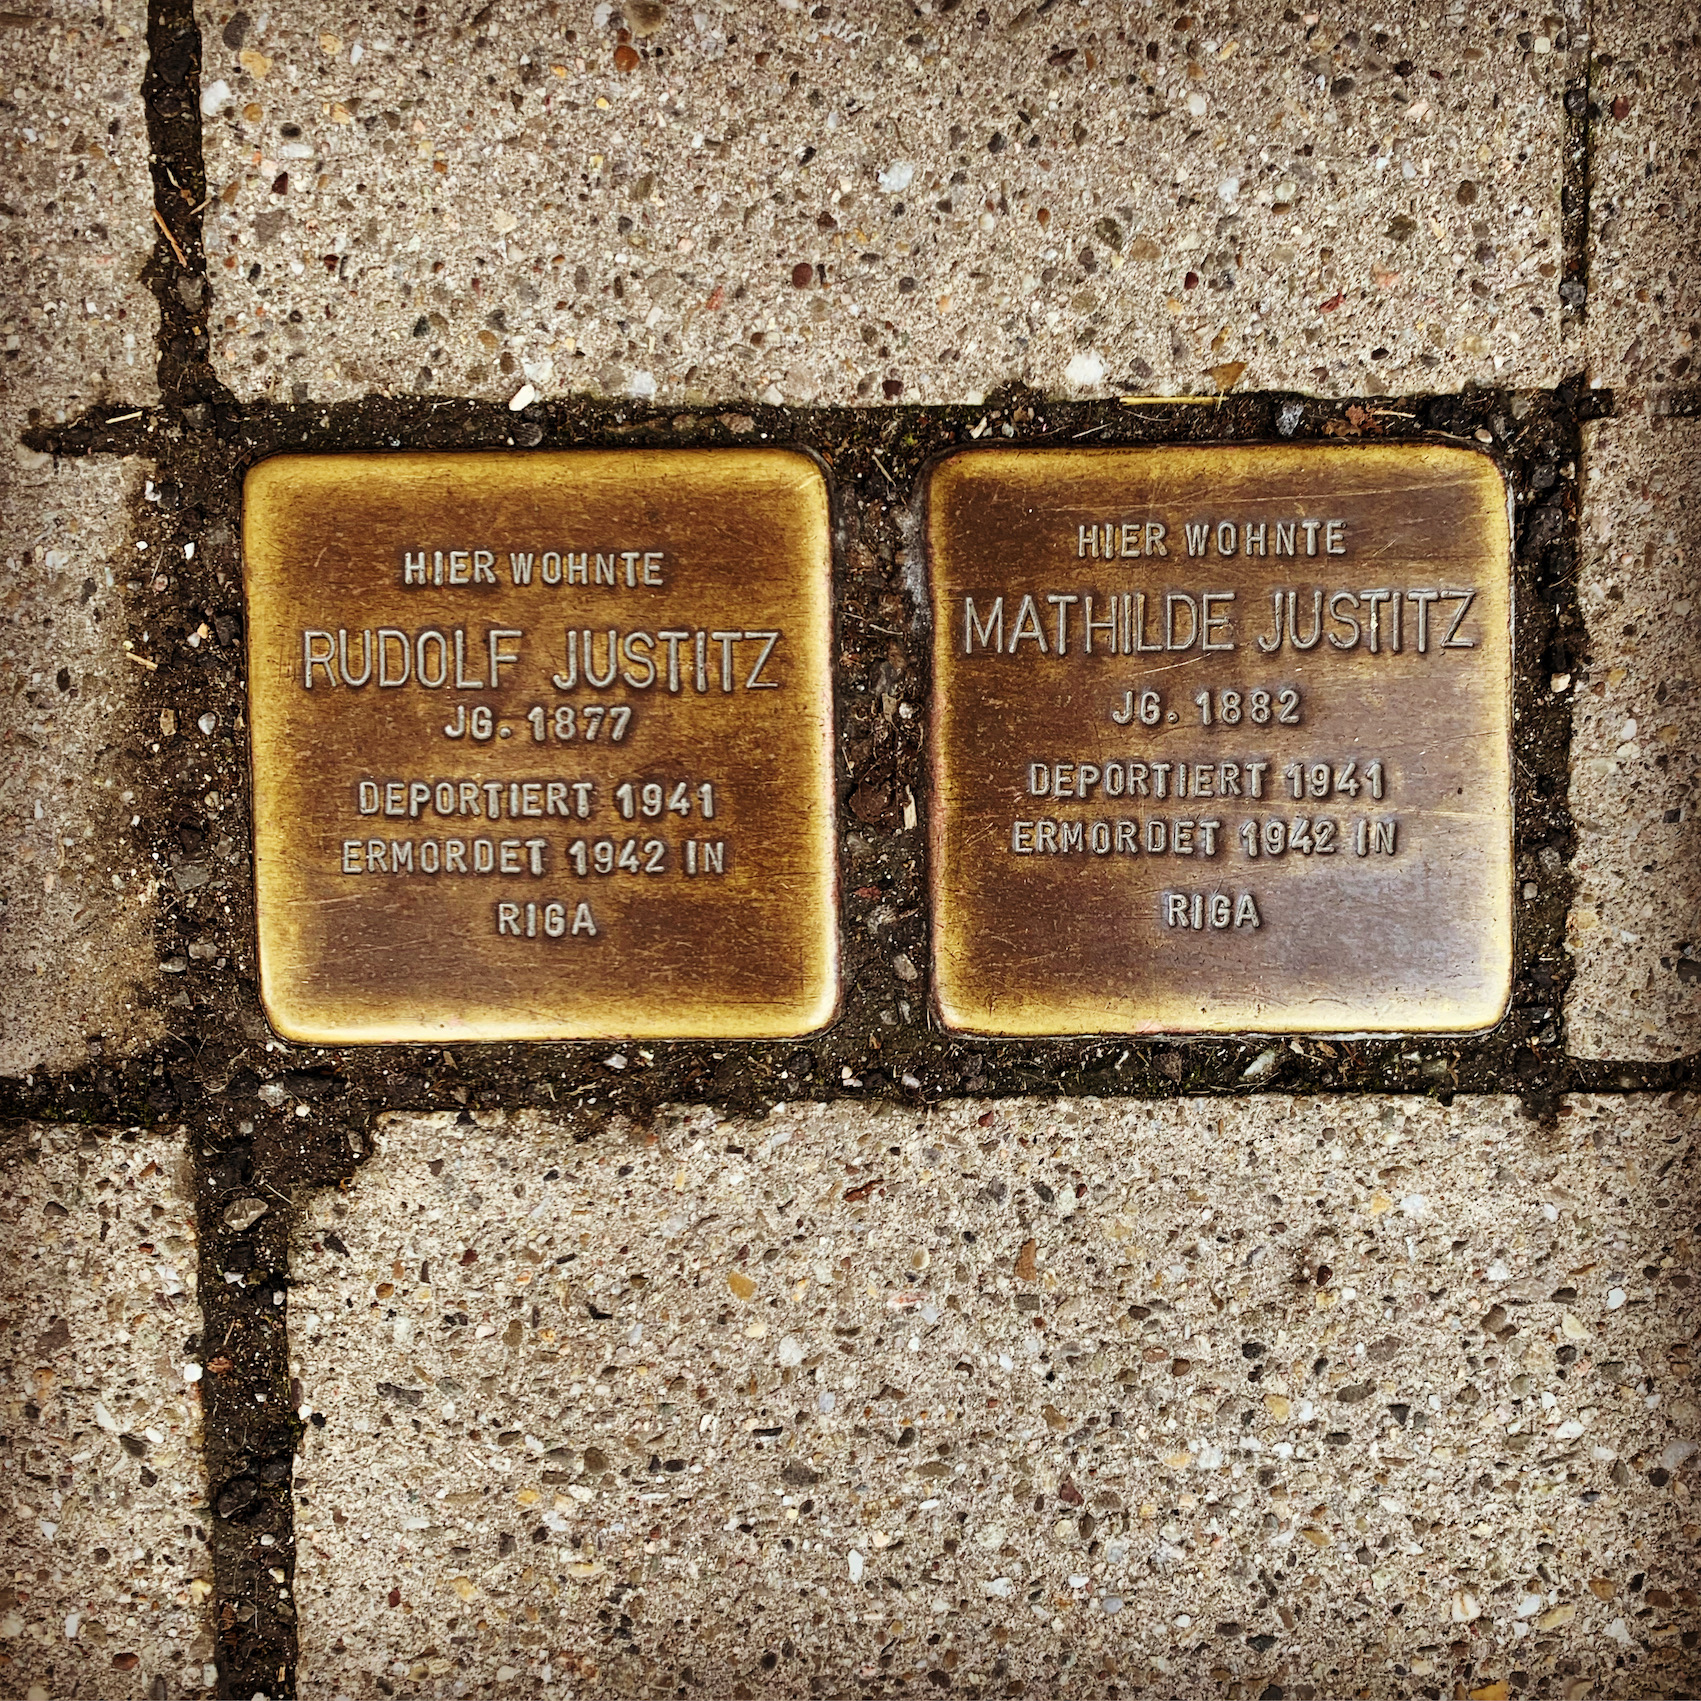 HIER WOHNTE
RUDOLF JUSTITZ
JG. 1877
DEPORTIERT 1941
ERMORDET 1942 IN
RIGA
HIER WOHNTE
MATHILDE JUSTITZ
JG. 1882
DEPORTIERT 1941
ERMORDET 1942 IN
RIGA